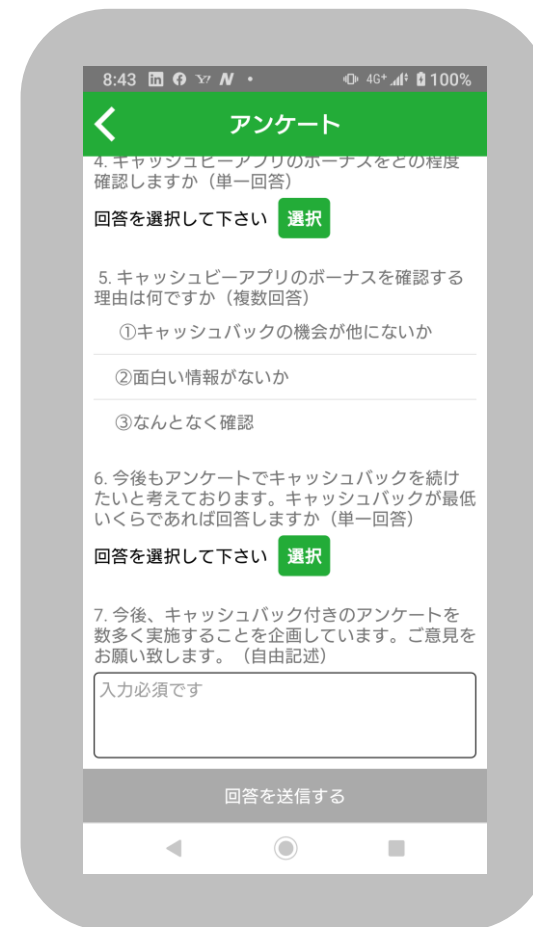 8:43 in Y? N • 4G+ 100%
アンケート
4. キャッシュビーアプリのボーナスをどの程度
確認しますか（単一回答）
回答を選択して下さい 選択
5. キャッシュビーアプリのボーナスを確認する
理由は何ですか（複数回答）
①キャッシュバックの機会が他にないか
②面白い情報がないか
③なんとなく確認
6. 今後もアンケートでキャッシュバックを続け
たいと考えております。キャッシュバックが最低
いくらであれば回答しますか（単一回答）
回答を選択して下さい 選択
7. 今後、キャッシュバック付きのアンケートを
数多く実施することを企画しています。ご意見を
お願い致します。（自由記述）
入力必須です
回答を送信する